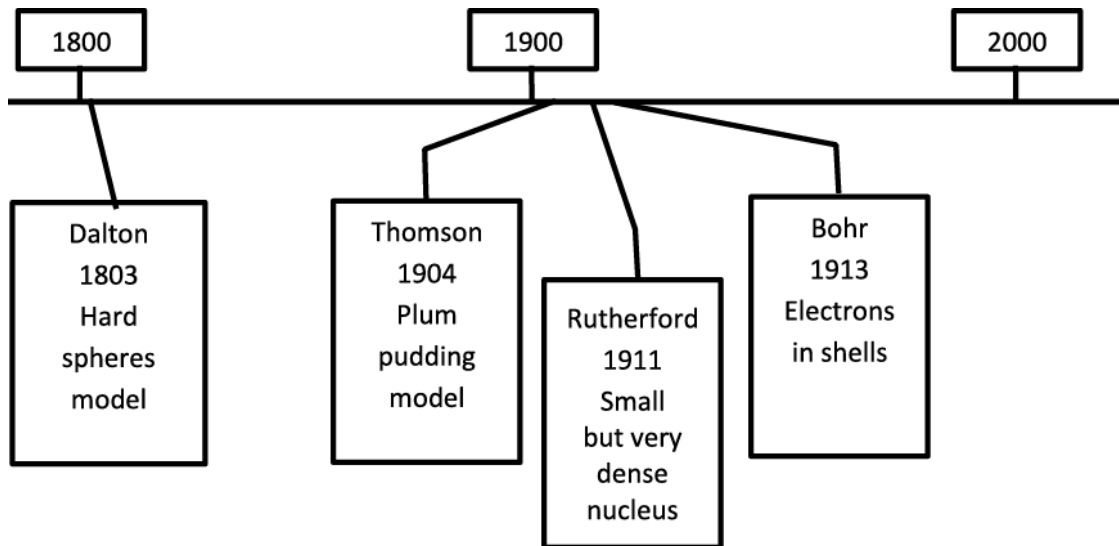 1800
1900
2000
Dalton
1803
Hard
spheres
model
Thomson
1904
Plum
pudding
model
Rutherford
1911
Small
but very
dense
nucleus
Bohr
1913
Electrons
in shells